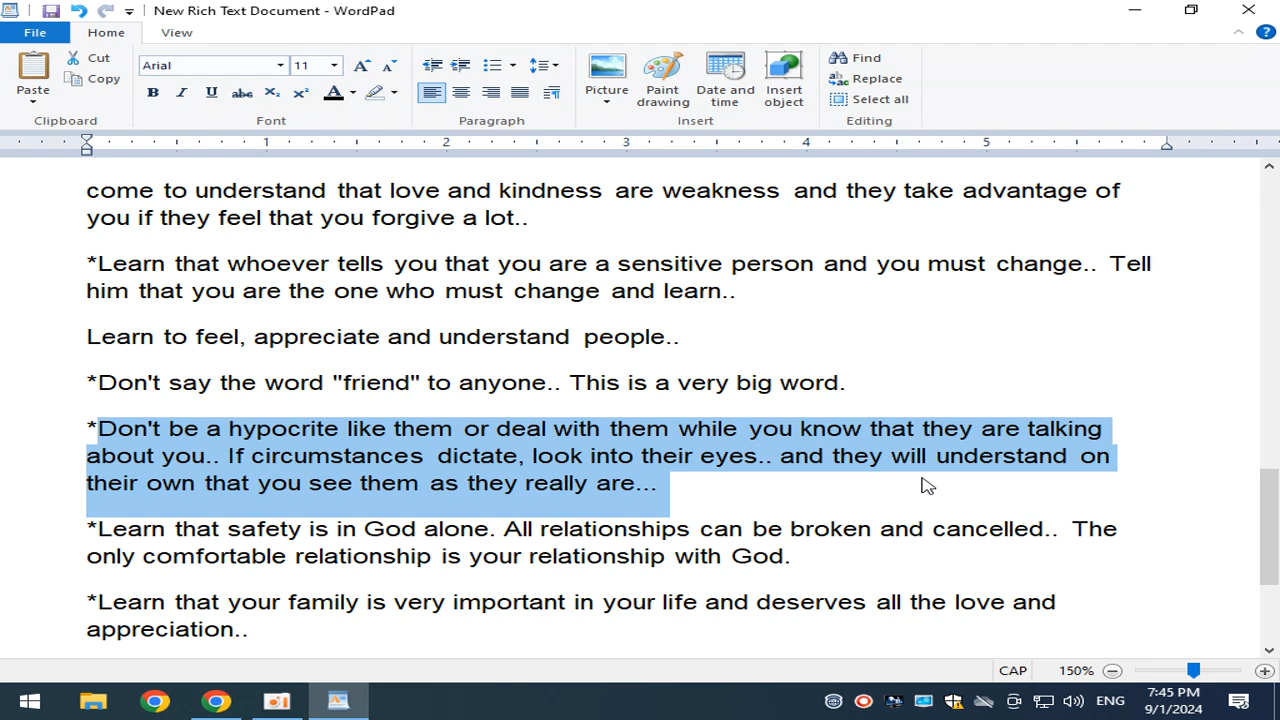 New Rich Text Document - WordPad
File Home View
Cut
Copy
Paste
Clipboard
Arial 11
B I U abc X₂ X² A
Font
Paragraph
Picture
Paint drawing
Date and time
Insert object
Insert
Find
Replace
Select all
Editing
1 2 3 4 5
come to understand that love and kindness are weakness and they take advantage of
you if they feel that you forgive a lot..
*Learn that whoever tells you that you are a sensitive person and you must change.. Tell
him that you are the one who must change and learn..
Learn to feel, appreciate and understand people..
*Don't say the word "friend" to anyone.. This is a very big word.
*Don't be a hypocrite like them or deal with them while you know that they are talking
about you.. If circumstances dictate, look into their eyes.. and they will understand on
their own that you see them as they really are...
*Learn that safety is in God alone. All relationships can be broken and cancelled.. The
only comfortable relationship is your relationship with God.
*Learn that your family is very important in your life and deserves all the love and
appreciation..
CAP 150%
ENG
7:45 PM
9/1/2024